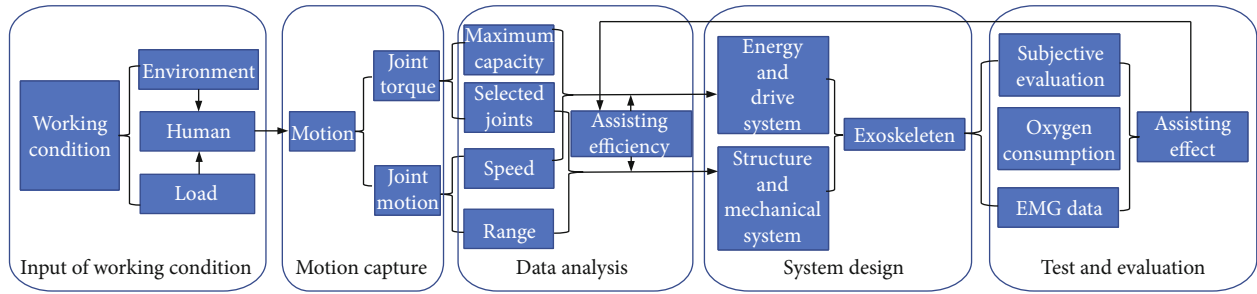 Working
condition
Environment
Human
Load
Input of working condition
Motion
Joint
torque
Joint
motion
Motion capture
Maximum
capacity
Selected
joints
Speed
Range
Assisting
efficiency
Data analysis
Energy
and
drive
system
Structure
and
mechanical
system
Exoskeleten
System design
Subjective
evaluation
Oxygen
consumption
EMG data
Assisting
effect
Test and evaluation